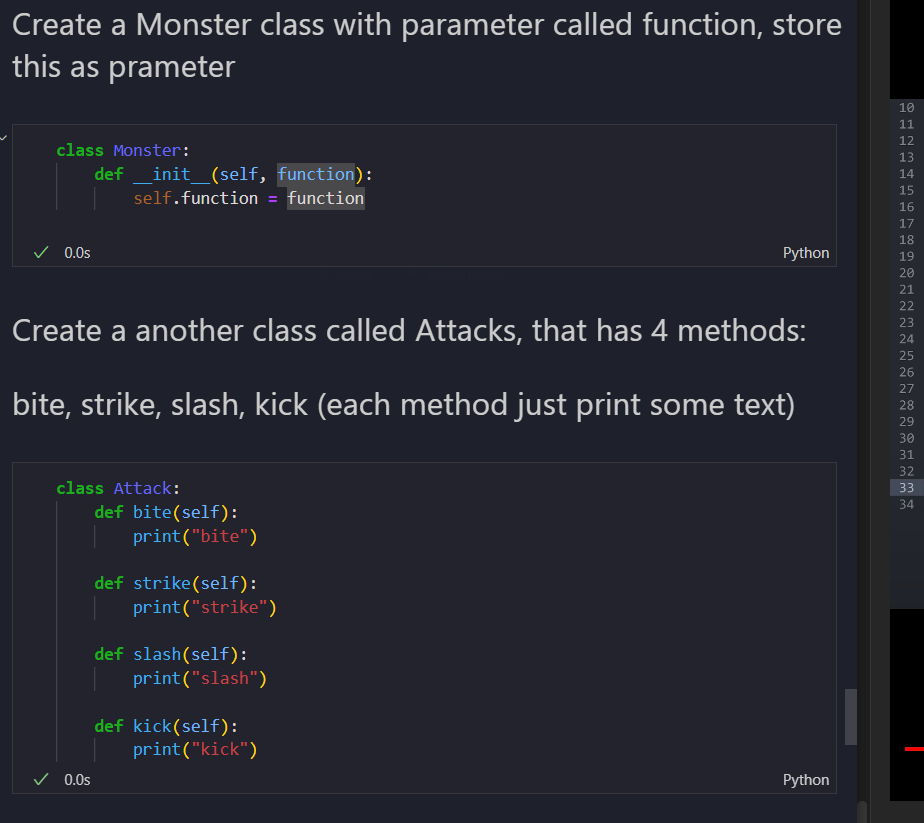 Create a Monster class with parameter called function, store
this as prameter
class Monster:
def __init__(self, function):
self.function = function
0.0s
Python
Create a another class called Attacks, that has 4 methods:
bite, strike, slash, kick (each method just print some text)
class Attack:
def bite(self):
print("bite")
def strike(self):
print("strike")
def slash(self):
print("slash")
def kick(self):
print("kick")
0.0s
Python
10
11
12
13
14
15
16
17
18
19
20
21
22
23
24
25
26
27
28
29
30
31
32
33
34